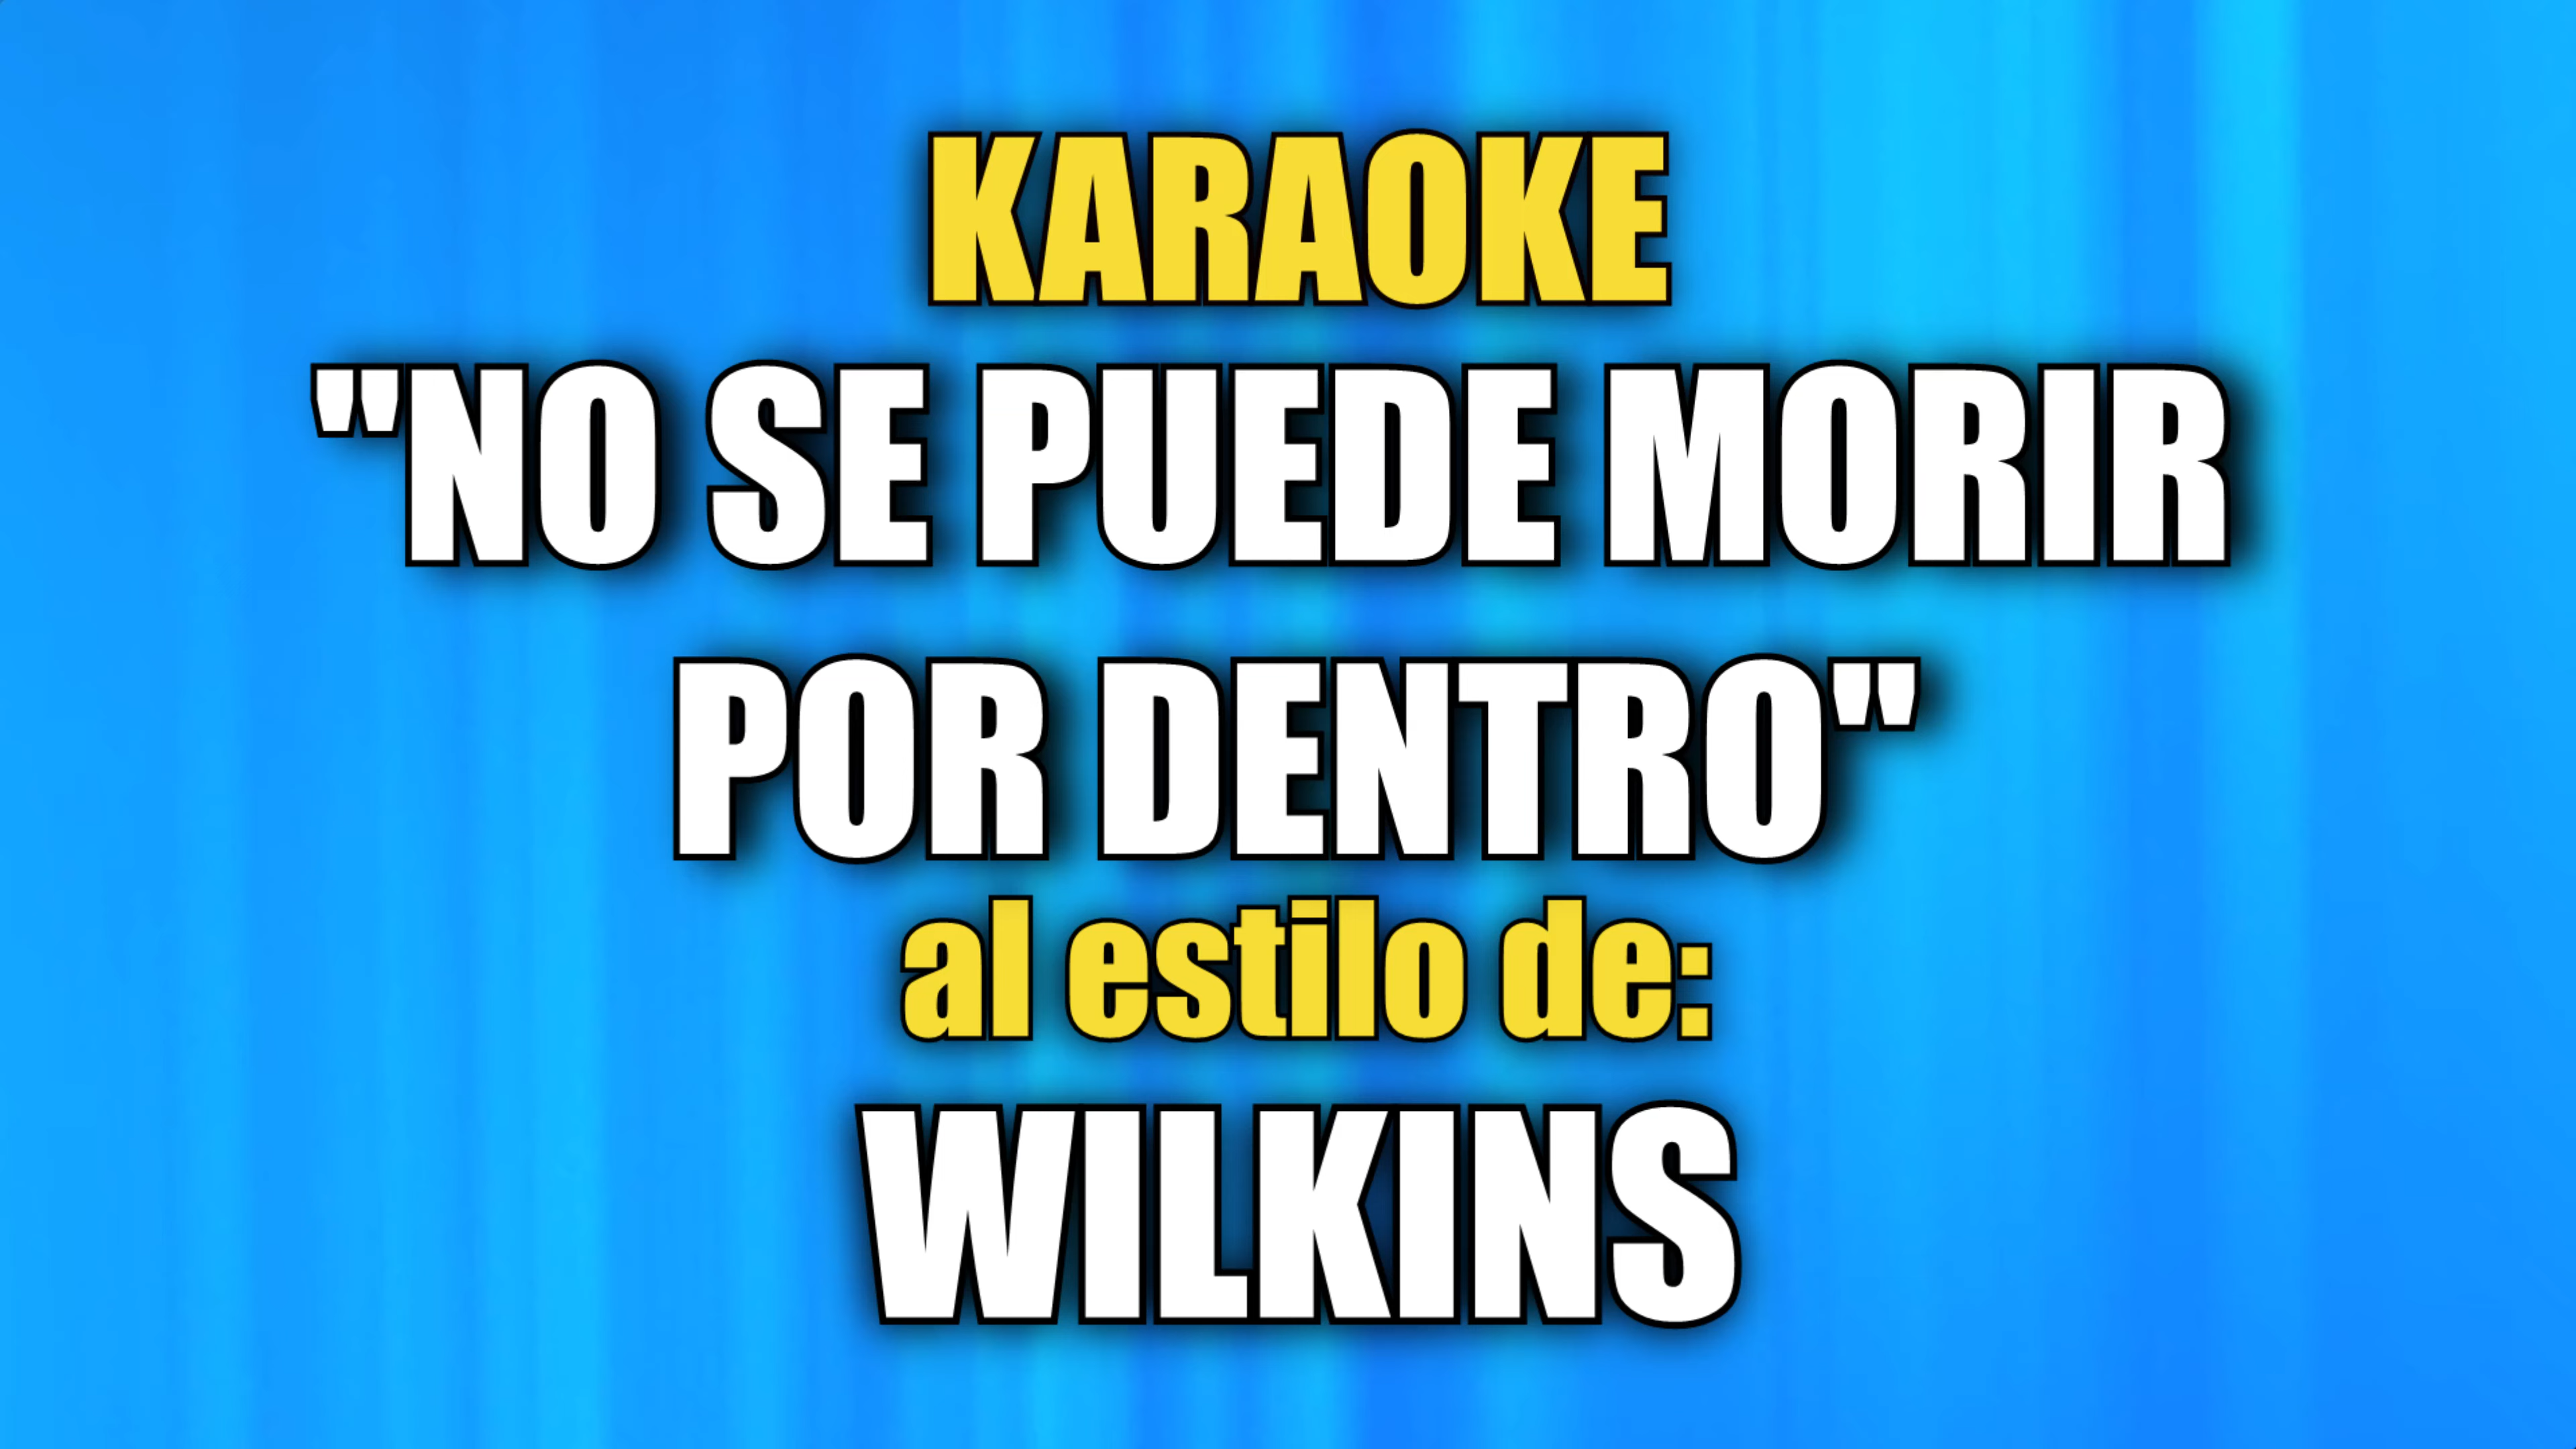 KARAOKE
"NO SE PUEDE MORIR
POR DENTRO"
al estilo de:
WILKINS